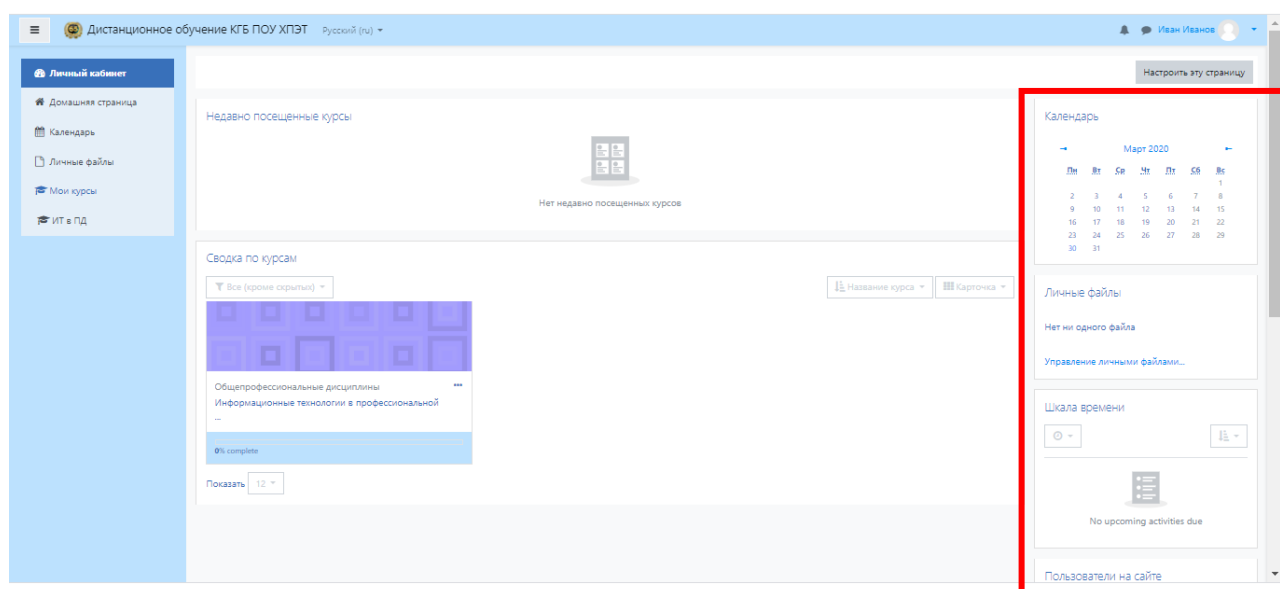 Дистанционное обучение КГБ ПОУ ХПЭТ Русский (ru)
Иван Иванов
Личный кабинет
Домашняя страница
Календарь
Личные файлы
Мои курсы
ИТ в ПД
Настроить эту страницу
Недавно посещенные курсы
Нет недавно посещенных курсов
Сводка по курсам
Все (кроме скрытых)
Название курса
Карточка
Общепрофессиональные дисциплины
Информационные технологии в профессиональной
...
0% complete
Показать 12
Календарь
Март 2020
Пн Вт Ср Чт Пт Сб Вс
1
2 3 4 5 6 7 8
9 10 11 12 13 14 15
16 17 18 19 20 21 22
23 24 25 26 27 28 29
30 31
Личные файлы
Нет ни одного файла
Управление личными файлами...
Шкала времени
No upcoming activities due
Пользователи на сайте